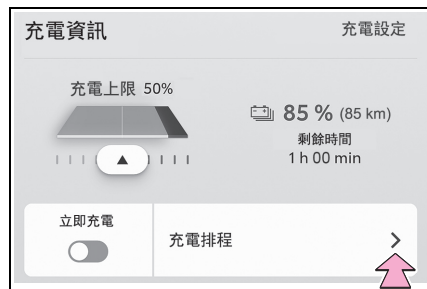 充電資訊
充電設定
充電上限 50%
85 % (85 km)
剩餘時間
1 h 00 min
立即充電
充電排程